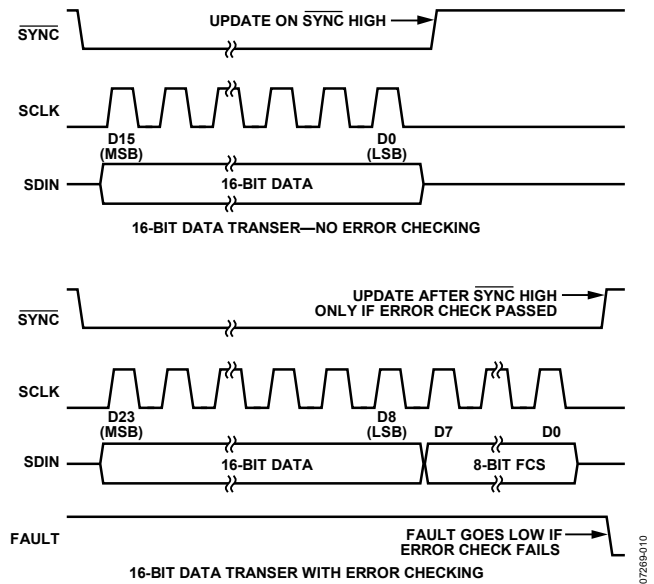 UPDATE ON SYNC HIGH
SYNC
SCLK
D15
(MSB)
D0
(LSB)
SDIN
16-BIT DATA
16-BIT DATA TRANSER—NO ERROR CHECKING
UPDATE AFTER SYNC HIGH
ONLY IF ERROR CHECK PASSED
SYNC
SCLK
D23
(MSB)
D8
(LSB)
D7
D0
SDIN
16-BIT DATA
8-BIT FCS
FAULT
FAULT GOES LOW IF
ERROR CHECK FAILS
16-BIT DATA TRANSER WITH ERROR CHECKING
07269-010